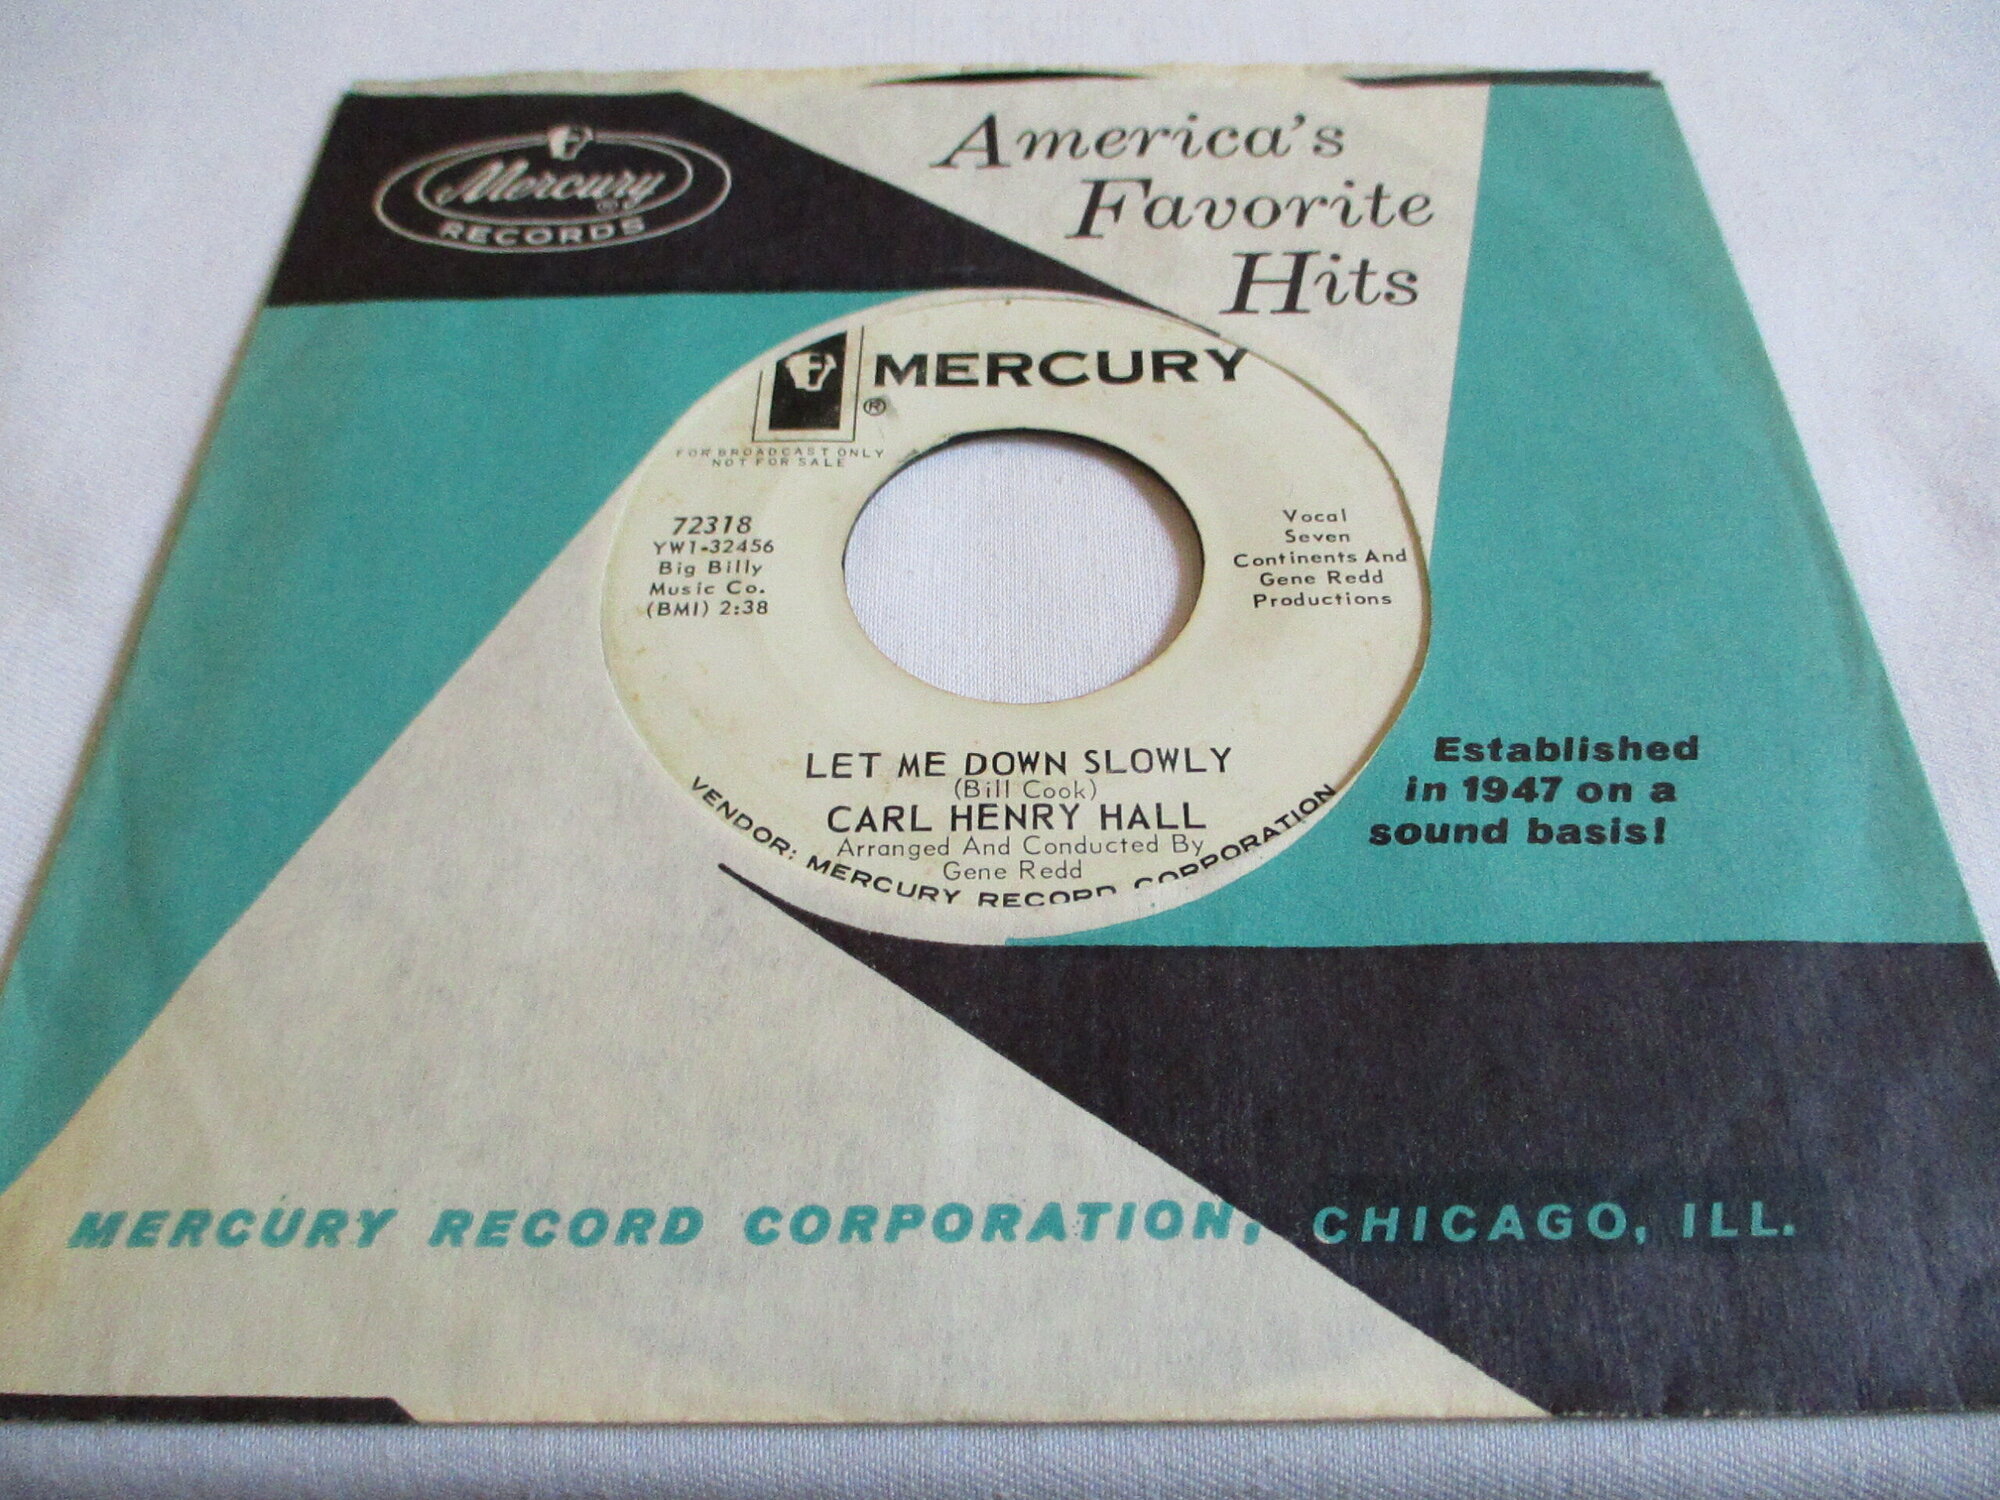 Mercury
RECORDS
America's
Favorite
Hits
MERCURY
®
FOR BROADCAST ONLY
NOT FOR SALE
72318
YW1-32456
Big Billy
Music Co.
(BMI) 2:38
Vocal
Seven
Continents And
Gene Redd
Productions
LET ME DOWN SLOWLY
(Bill Cook)
CARL HENRY HALL
Arranged And Conducted By
Gene Redd
VENDOR: MERCURY RECORD CORPORATION
Established
in 1947 on a
sound basis!
MERCURY RECORD CORPORATION, CHICAGO, ILL.